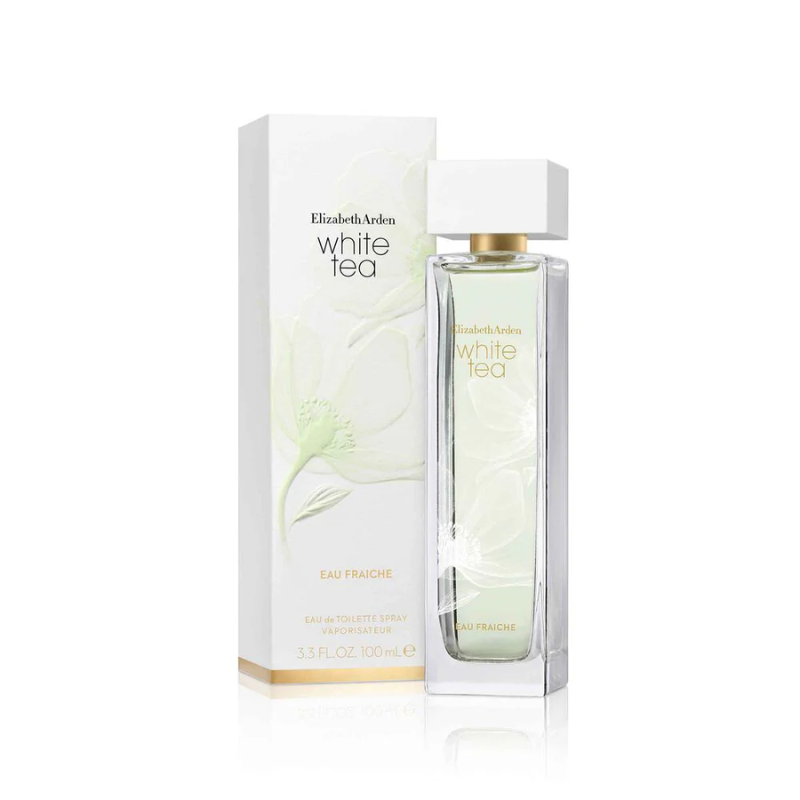 ElizabethArden
white
tea
EAU FRAICHE
EAU de TOILETTE SPRAY
VAPORISATEUR
3.3 FL.OZ. 100 mL e
ElizabethArden
white
tea
EAU FRAICHE